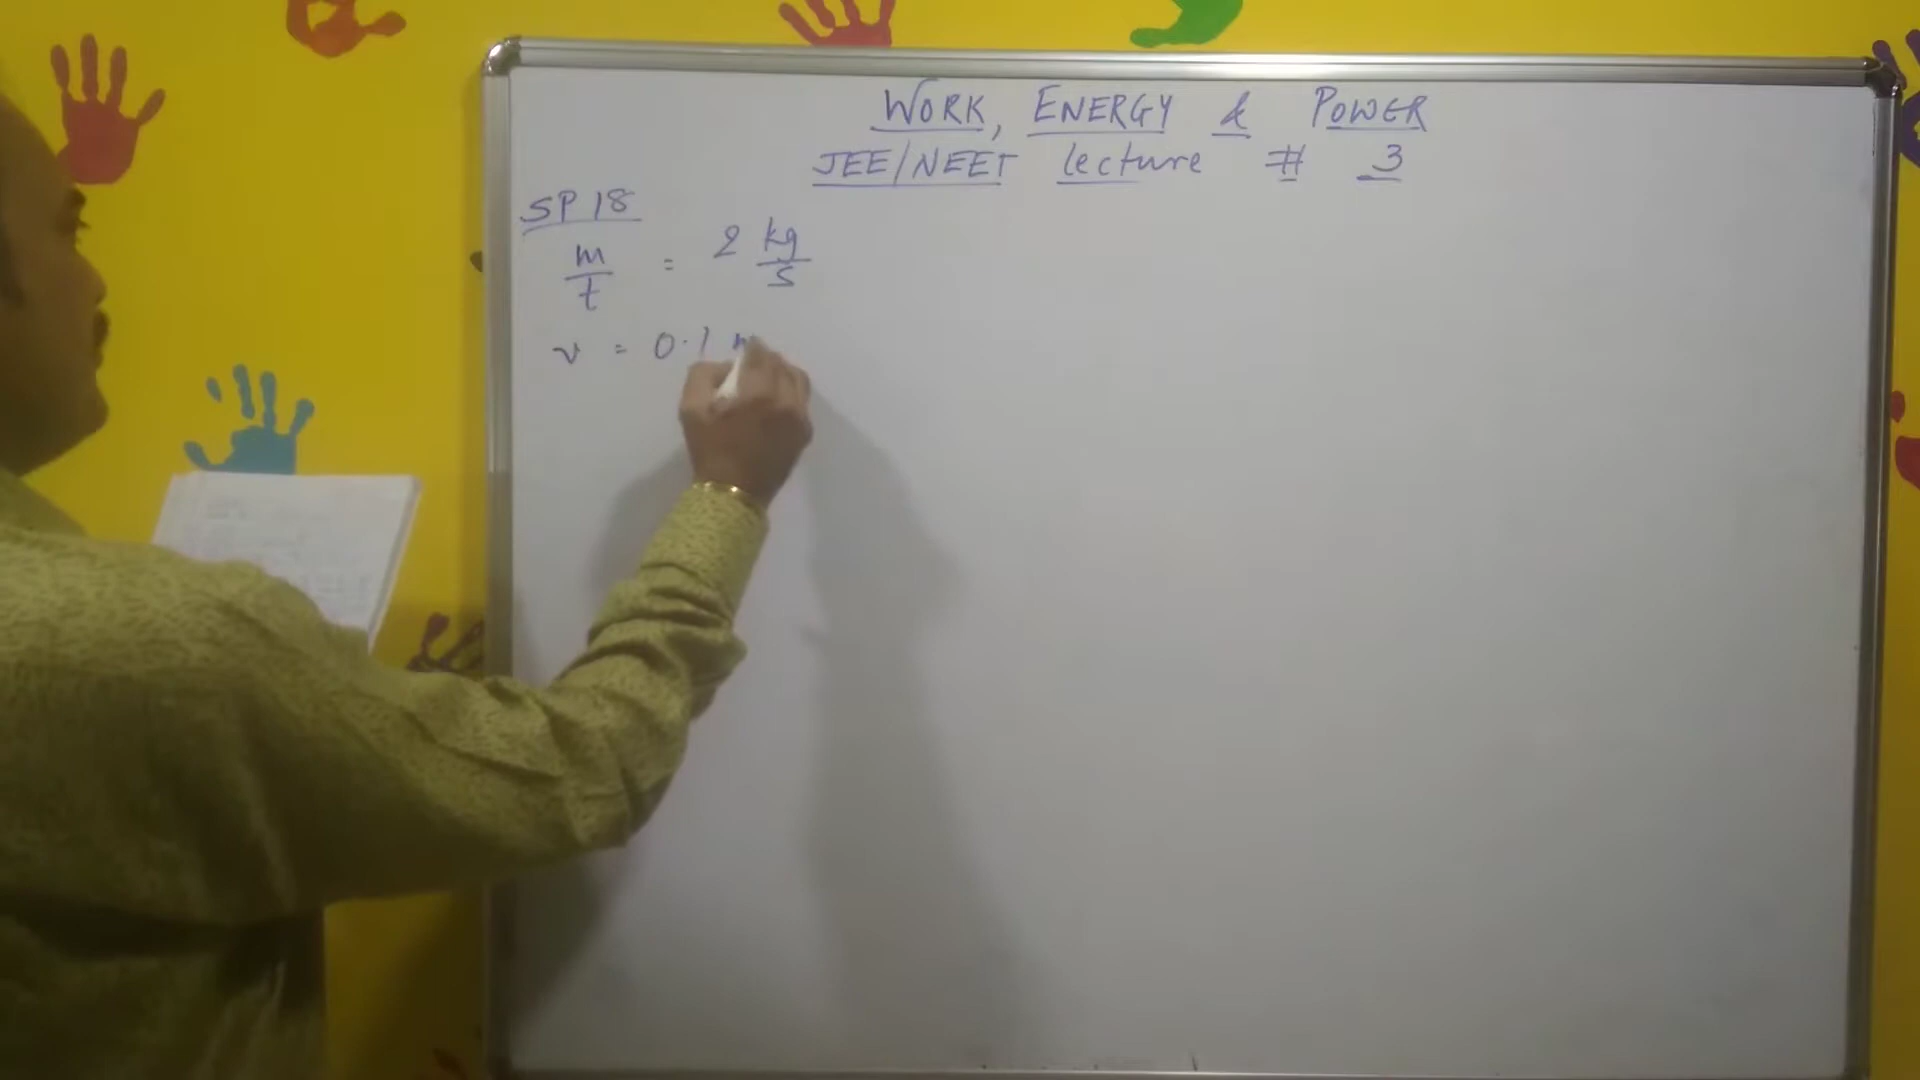 WORK, ENERGY & POWER
JEE/NEET Lecture # 3
SP 18
m/t = 2 kg/s
v = 0.1 m